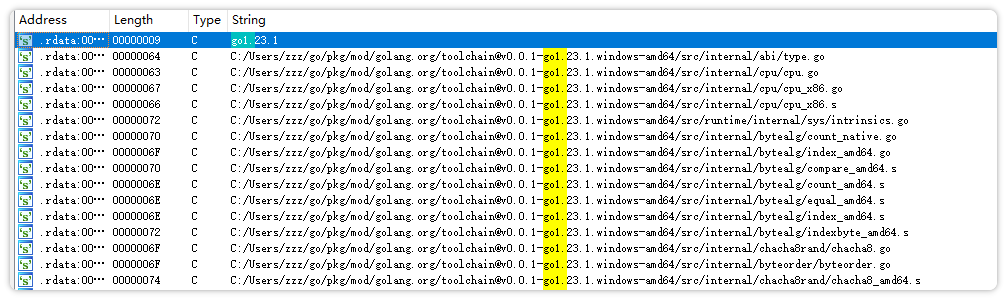 Address Length Type String
.rdata:00… 00000009 C go1.23.1
.rdata:00… 00000064 C C:/Users/zzz/go/pkg/mod/golang.org/toolchain@v0.0.1-go1.23.1.windows-amd64/src/internal/abi/type.go
.rdata:00… 00000063 C C:/Users/zzz/go/pkg/mod/golang.org/toolchain@v0.0.1-go1.23.1.windows-amd64/src/internal/cpu/cpu.go
.rdata:00… 00000067 C C:/Users/zzz/go/pkg/mod/golang.org/toolchain@v0.0.1-go1.23.1.windows-amd64/src/internal/cpu/cpu_x86.go
.rdata:00… 00000066 C C:/Users/zzz/go/pkg/mod/golang.org/toolchain@v0.0.1-go1.23.1.windows-amd64/src/internal/cpu/cpu_x86.s
.rdata:00… 00000072 C C:/Users/zzz/go/pkg/mod/golang.org/toolchain@v0.0.1-go1.23.1.windows-amd64/src/runtime/internal/sys/intrinsics.go
.rdata:00… 00000070 C C:/Users/zzz/go/pkg/mod/golang.org/toolchain@v0.0.1-go1.23.1.windows-amd64/src/internal/bytealg/count_native.go
.rdata:00… 0000006F C C:/Users/zzz/go/pkg/mod/golang.org/toolchain@v0.0.1-go1.23.1.windows-amd64/src/internal/bytealg/index_amd64.go
.rdata:00… 00000070 C C:/Users/zzz/go/pkg/mod/golang.org/toolchain@v0.0.1-go1.23.1.windows-amd64/src/internal/bytealg/compare_amd64.s
.rdata:00… 0000006E C C:/Users/zzz/go/pkg/mod/golang.org/toolchain@v0.0.1-go1.23.1.windows-amd64/src/internal/bytealg/count_amd64.s
.rdata:00… 0000006E C C:/Users/zzz/go/pkg/mod/golang.org/toolchain@v0.0.1-go1.23.1.windows-amd64/src/internal/bytealg/equal_amd64.s
.rdata:00… 0000006E C C:/Users/zzz/go/pkg/mod/golang.org/toolchain@v0.0.1-go1.23.1.windows-amd64/src/internal/bytealg/index_amd64.s
.rdata:00… 00000072 C C:/Users/zzz/go/pkg/mod/golang.org/toolchain@v0.0.1-go1.23.1.windows-amd64/src/internal/bytealg/indexbyte_amd64.s
.rdata:00… 0000006F C C:/Users/zzz/go/pkg/mod/golang.org/toolchain@v0.0.1-go1.23.1.windows-amd64/src/internal/chacha8rand/chacha8.go
.rdata:00… 0000006F C C:/Users/zzz/go/pkg/mod/golang.org/toolchain@v0.0.1-go1.23.1.windows-amd64/src/internal/byteorder/byteorder.go
.rdata:00… 00000074 C C:/Users/zzz/go/pkg/mod/golang.org/toolchain@v0.0.1-go1.23.1.windows-amd64/src/internal/chacha8rand/chacha8_amd64.s